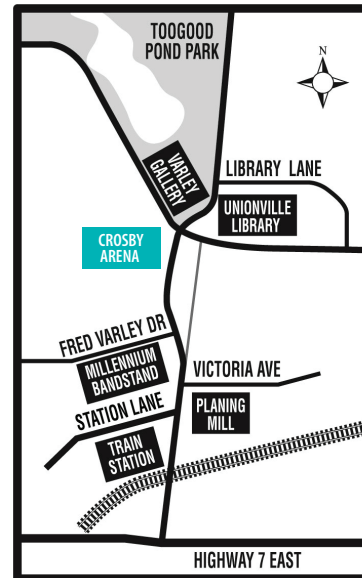 TOOGOOD
POND PARK
N
VARLEY
GALLERY
LIBRARY LANE
UNIONVILLE
LIBRARY
CROSBY
ARENA
FRED VARLEY DR
MILLENNIUM
BANDSTAND
VICTORIA AVE
STATION LANE
PLANING
MILL
TRAIN
STATION
HIGHWAY 7 EAST